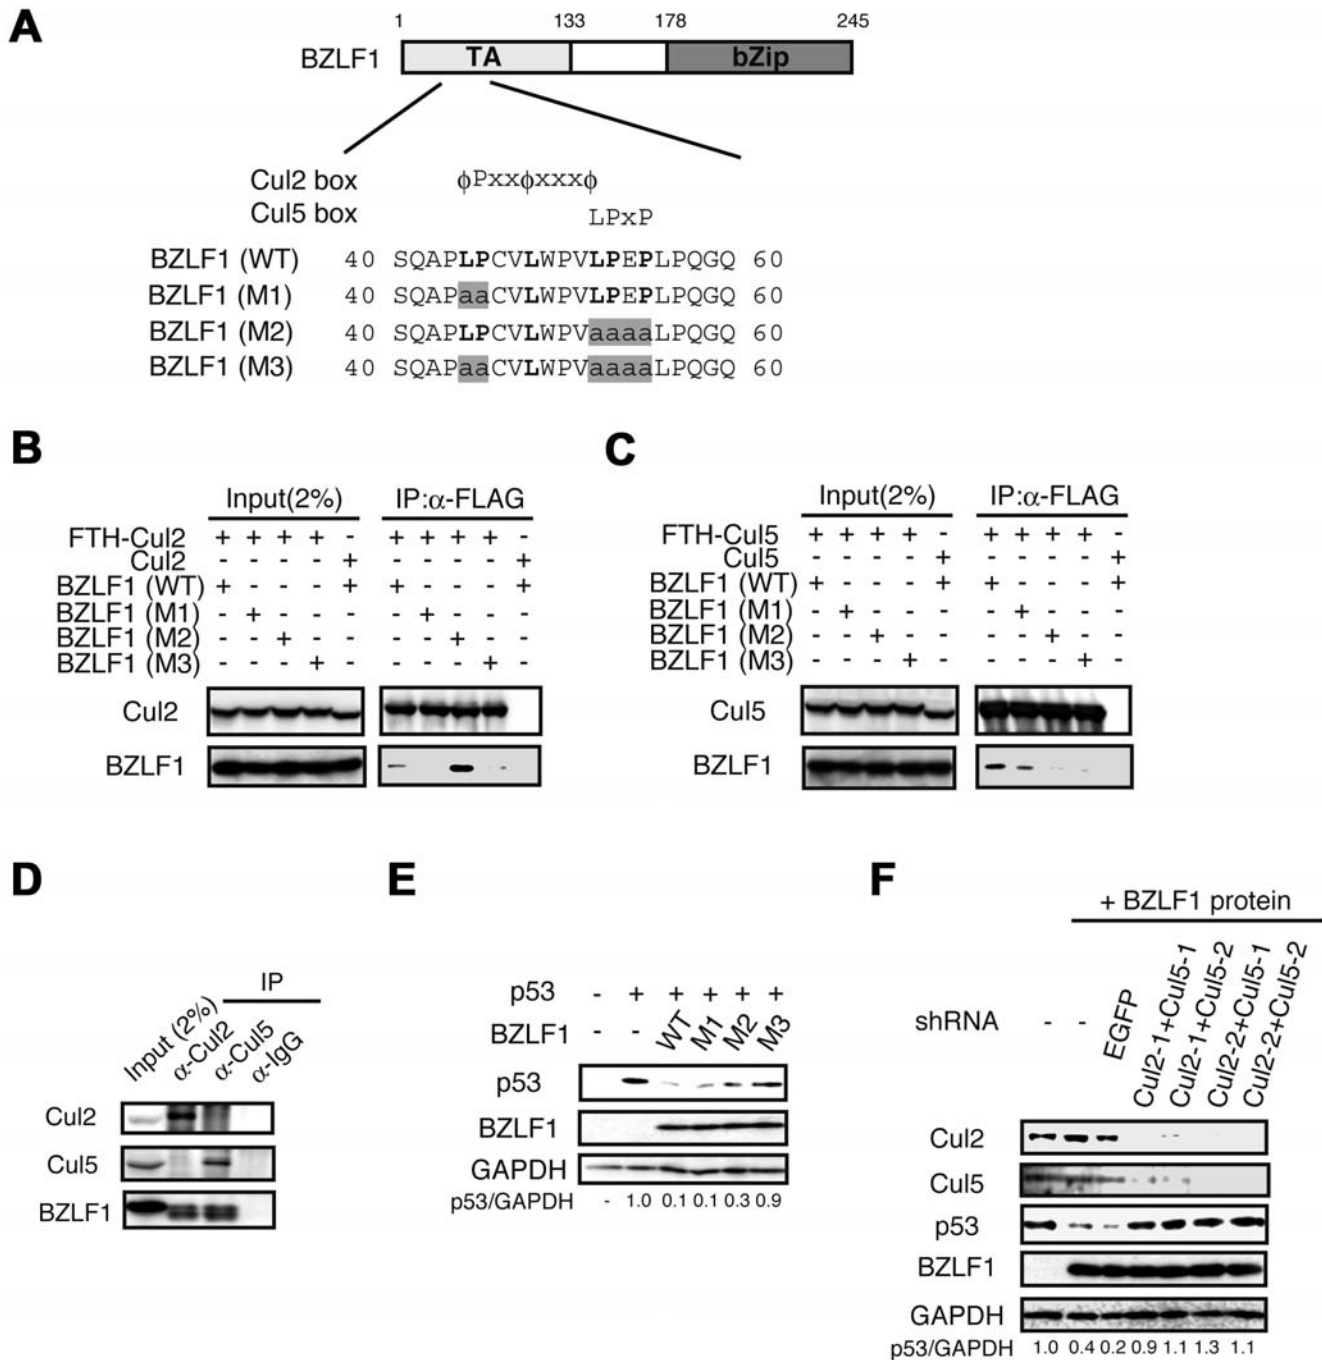 A
1 133 178 245
BZLF1 TA bZip
Cul2 box ϕPxxϕxxxϕ
Cul5 box LPxP
BZLF1 (WT) 40 SQAPLPCVLWPVLPEPLPQGQ 60
BZLF1 (M1) 40 SQAPaaCVLWPVLPEPLPQGQ 60
BZLF1 (M2) 40 SQAPLPCVLWPVaaaaLPQGQ 60
BZLF1 (M3) 40 SQAPaaCVLWPVaaaaLPQGQ 60
B
Input(2%) IP:α-FLAG
FTH-Cul2 + + + + - + + + + -
Cul2 - - - - + - - - - +
BZLF1 (WT) + - - - + + - - - +
BZLF1 (M1) - + - - - - + - - -
BZLF1 (M2) - - + - - - - + - -
BZLF1 (M3) - - - + - - - - + -
Cul2
BZLF1
C
Input(2%) IP:α-FLAG
FTH-Cul5 + + + + - + + + + -
Cul5 - - - - + - - - - +
BZLF1 (WT) + - - - + + - - - +
BZLF1 (M1) - + - - - - + - - -
BZLF1 (M2) - - + - - - - + - -
BZLF1 (M3) - - - + - - - - + -
Cul5
BZLF1
D
IP
Input (2%) α-Cul2 α-Cul5 α-IgG
Cul2
Cul5
BZLF1
E
p53 - + + + + +
BZLF1 - - WT M1 M2 M3
p53
BZLF1
GAPDH
p53/GAPDH - 1.0 0.1 0.1 0.3 0.9
F
+ BZLF1 protein
shRNA - - EGFP Cul2-1+Cul5-1 Cul2-1+Cul5-2 Cul2-2+Cul5-1 Cul2-2+Cul5-2
Cul2
Cul5
p53
BZLF1
GAPDH
p53/GAPDH 1.0 0.4 0.2 0.9 1.1 1.3 1.1